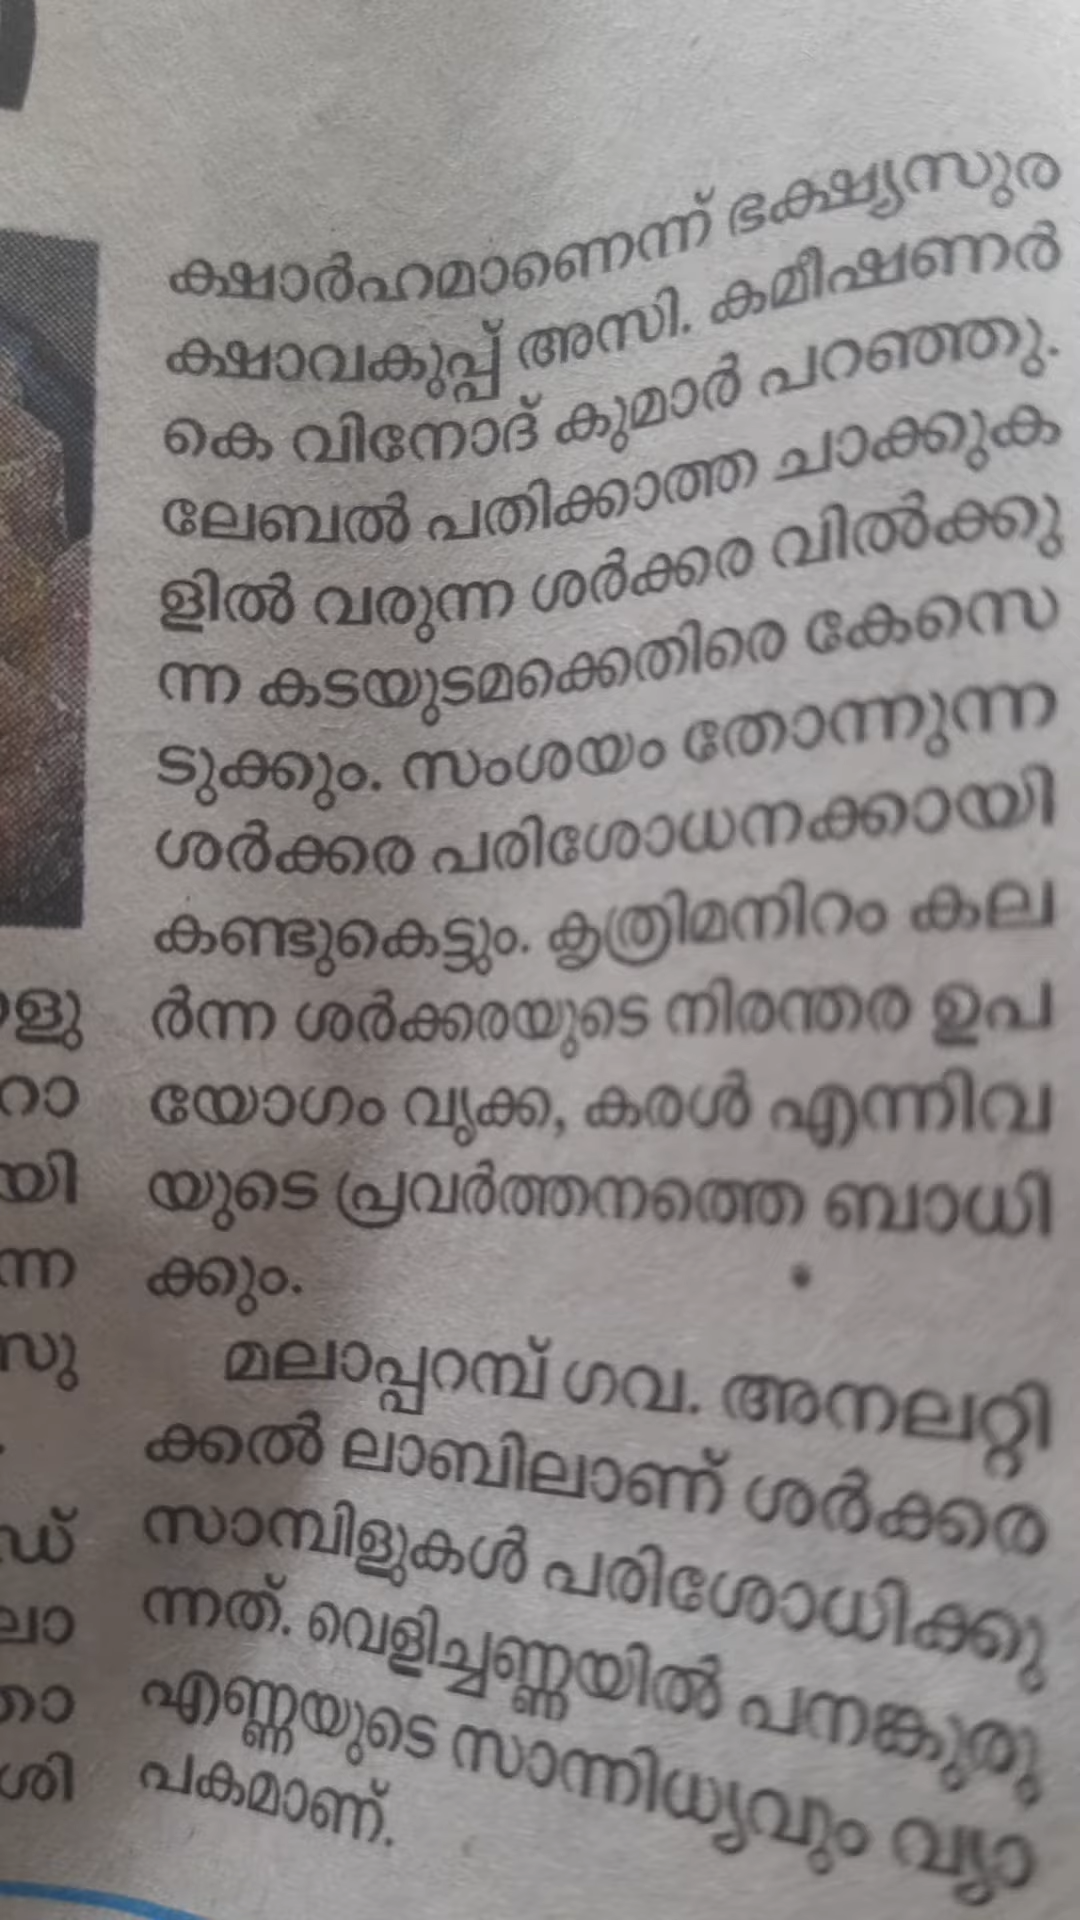 ളു
റാ
യി
ന്ന
സു
ഡ്
ലാ
താ
ശി
ക്ഷാർഹമാണെന്ന് ഭക്ഷ്യസുര
ക്ഷാവകുപ്പ് അസി. കമീഷണർ
കെ വിനോദ് കുമാർ പറഞ്ഞു.
ലേബൽ പതിക്കാത്ത ചാക്കുക
ളിൽ വരുന്ന ശർക്കര വിൽക്കു
ന്ന കടയുടമക്കെതിരെ കേസെ
ടുക്കും. സംശയം തോന്നുന്ന
ശർക്കര പരിശോധനക്കായി
കണ്ടുകെട്ടും. കൃത്രിമനിറം കല
ർന്ന ശർക്കരയുടെ നിരന്തര ഉപ
യോഗം വൃക്ക, കരൾ എന്നിവ
യുടെ പ്രവർത്തനത്തെ ബാധി
ക്കും.
മലാപ്പറമ്പ് ഗവ. അനലറ്റി
ക്കൽ ലാബിലാണ് ശർക്കര
സാമ്പിളുകൾ പരിശോധിക്കു
ന്നത്. വെളിച്ചണ്ണയിൽ പനങ്കുരു
എണ്ണയുടെ സാന്നിധ്യവും വ്യാ
പകമാണ്.